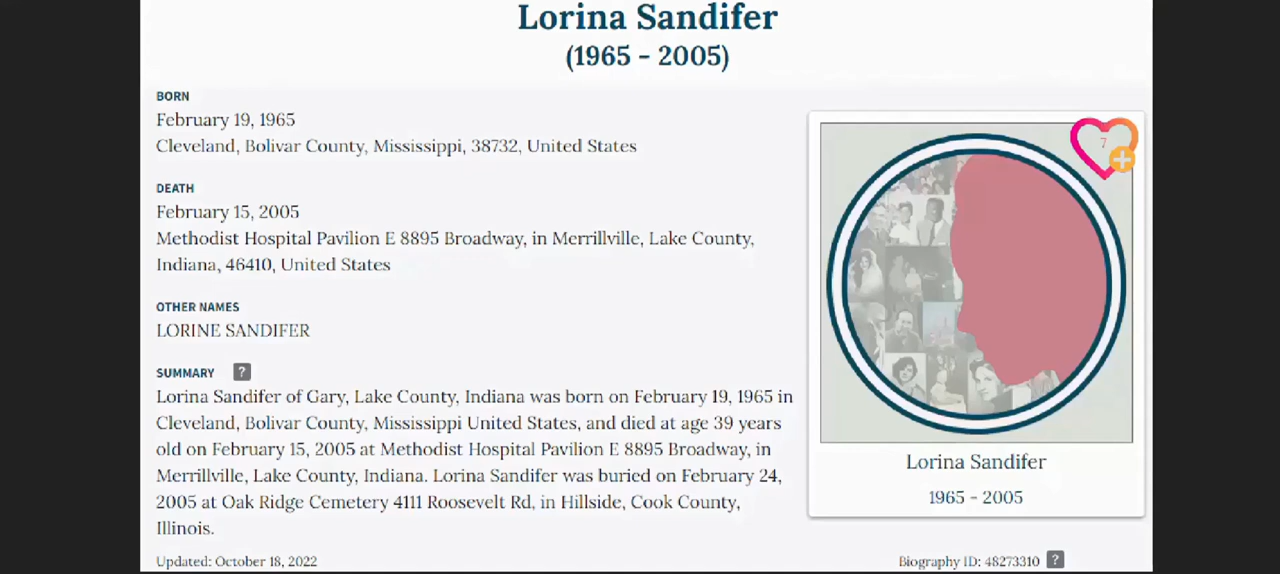 Lorina Sandifer
(1965 - 2005)
BORN
February 19, 1965
Cleveland, Bolivar County, Mississippi, 38732, United States
DEATH
February 15, 2005
Methodist Hospital Pavilion E 8895 Broadway, in Merrillville, Lake County,
Indiana, 46410, United States
OTHER NAMES
LORINE SANDIFER
SUMMARY ?
Lorina Sandifer of Gary, Lake County, Indiana was born on February 19, 1965 in
Cleveland, Bolivar County, Mississippi United States, and died at age 39 years
old on February 15, 2005 at Methodist Hospital Pavilion E 8895 Broadway, in
Merrillville, Lake County, Indiana. Lorina Sandifer was buried on February 24,
2005 at Oak Ridge Cemetery 4111 Roosevelt Rd, in Hillside, Cook County,
Illinois.
Updated: October 18, 2022
7
Lorina Sandifer
1965 - 2005
Biography ID: 48273310 ?